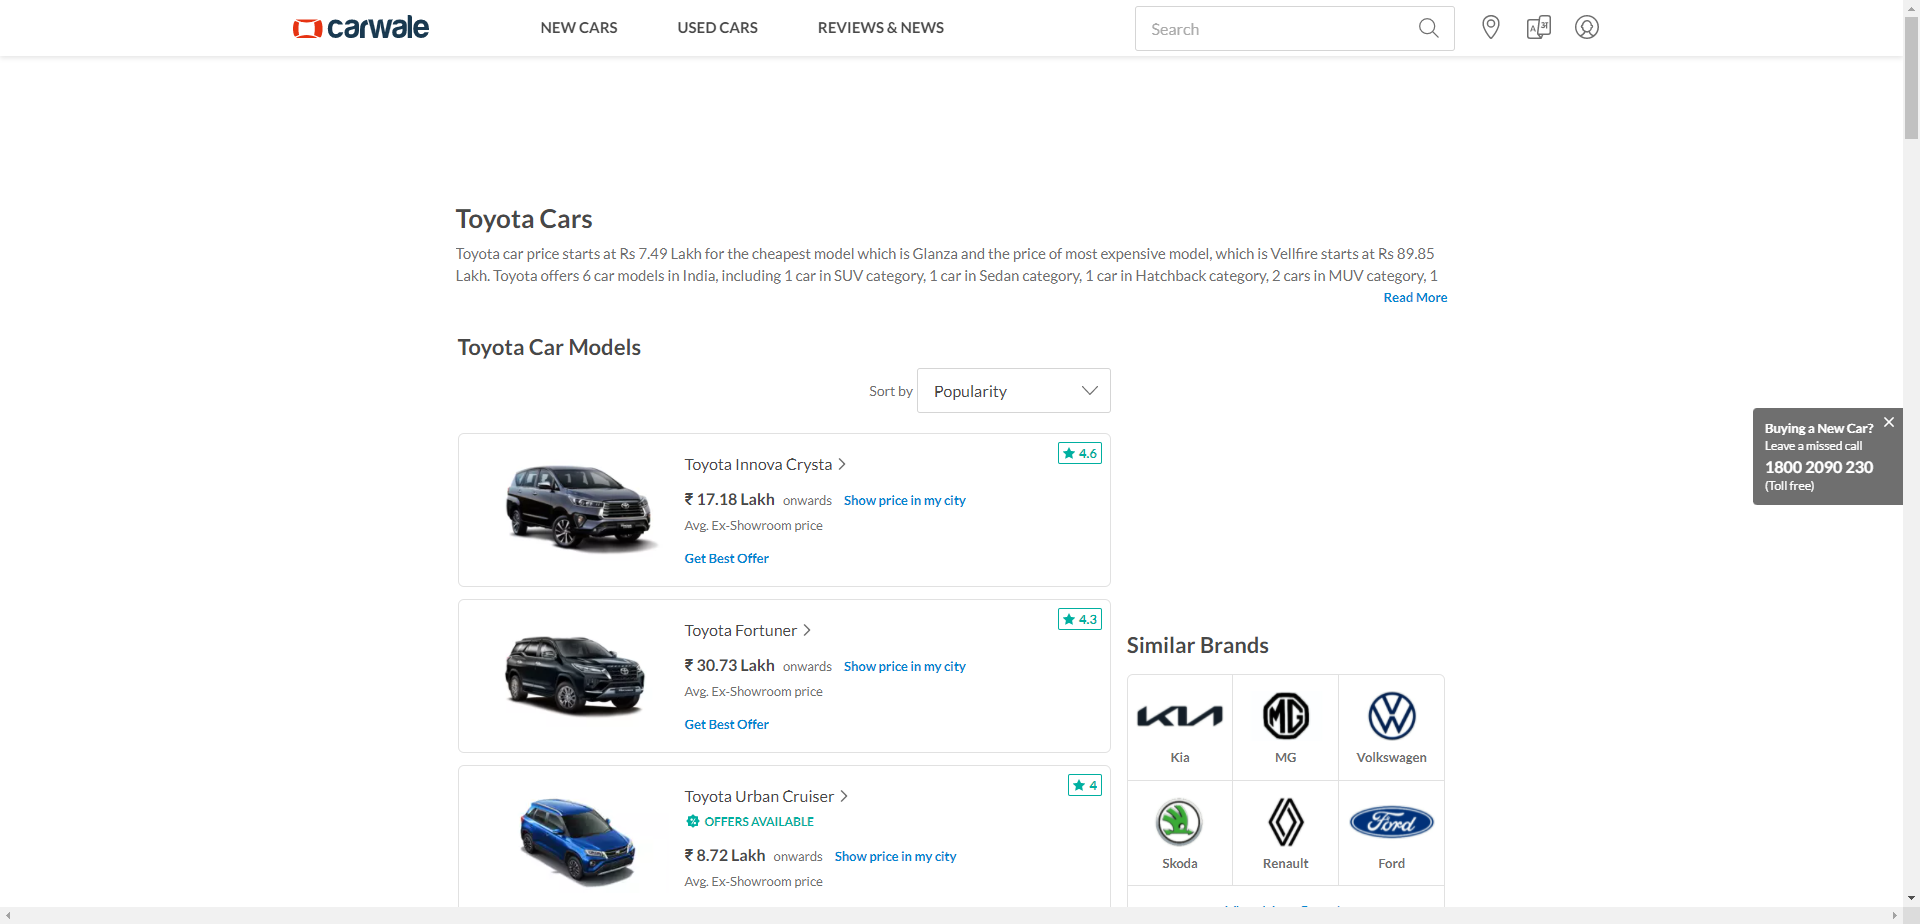 carwale
NEW CARS
USED CARS
REVIEWS & NEWS
Search
Toyota Cars
Toyota car price starts at Rs 7.49 Lakh for the cheapest model which is Glanza and the price of most expensive model, which is Vellfire starts at Rs 89.85
Lakh. Toyota offers 6 car models in India, including 1 car in SUV category, 1 car in Sedan category, 1 car in Hatchback category, 2 cars in MUV category, 1
Read More
Toyota Car Models
Sort by
Popularity
Buying a New Car?
Leave a missed call
1800 2090 230
(Toll free)
Toyota Innova Crysta
4.6
₹ 17.18 Lakh onwards Show price in my city
Avg. Ex-Showroom price
Get Best Offer
Toyota Fortuner
4.3
₹ 30.73 Lakh onwards Show price in my city
Avg. Ex-Showroom price
Get Best Offer
Toyota Urban Cruiser
4
OFFERS AVAILABLE
₹ 8.72 Lakh onwards Show price in my city
Avg. Ex-Showroom price
Similar Brands
KIA
Kia
MG
MG
Volkswagen
Skoda
Renault
Ford
Ford